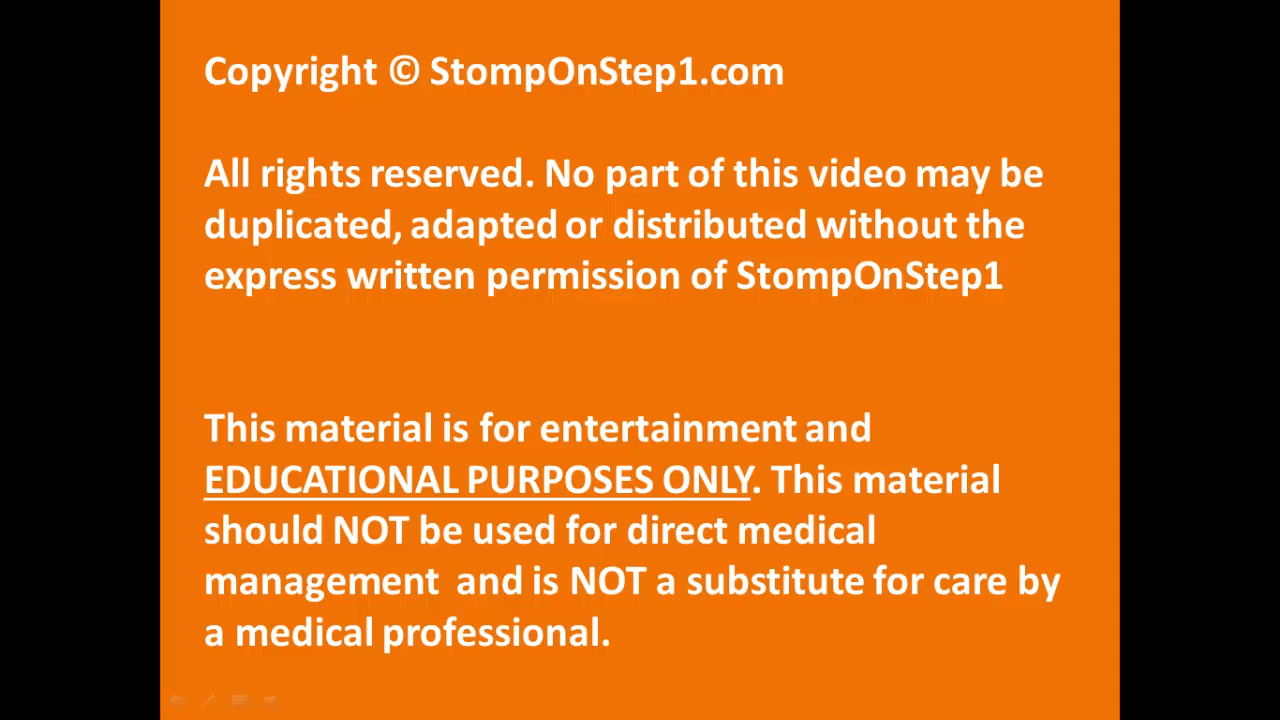 Copyright © StompOnStep1.com
All rights reserved. No part of this video may be
duplicated, adapted or distributed without the
express written permission of StompOnStep1
This material is for entertainment and
EDUCATIONAL PURPOSES ONLY. This material
should NOT be used for direct medical
management and is NOT a substitute for care by
a medical professional.